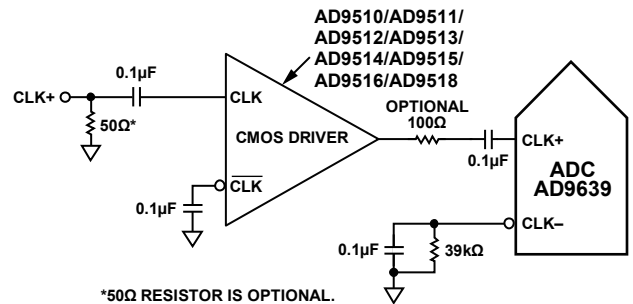 AD9510/AD9511/
AD9512/AD9513/
AD9514/AD9515/
AD9516/AD9518
0.1µF
OPTIONAL
100Ω
CLK+
CLK
50Ω*
CMOS DRIVER
0.1µF
CLK+
ADC
AD9639
CLK
0.1µF
CLK–
0.1µF
39kΩ
*50Ω RESISTOR IS OPTIONAL.